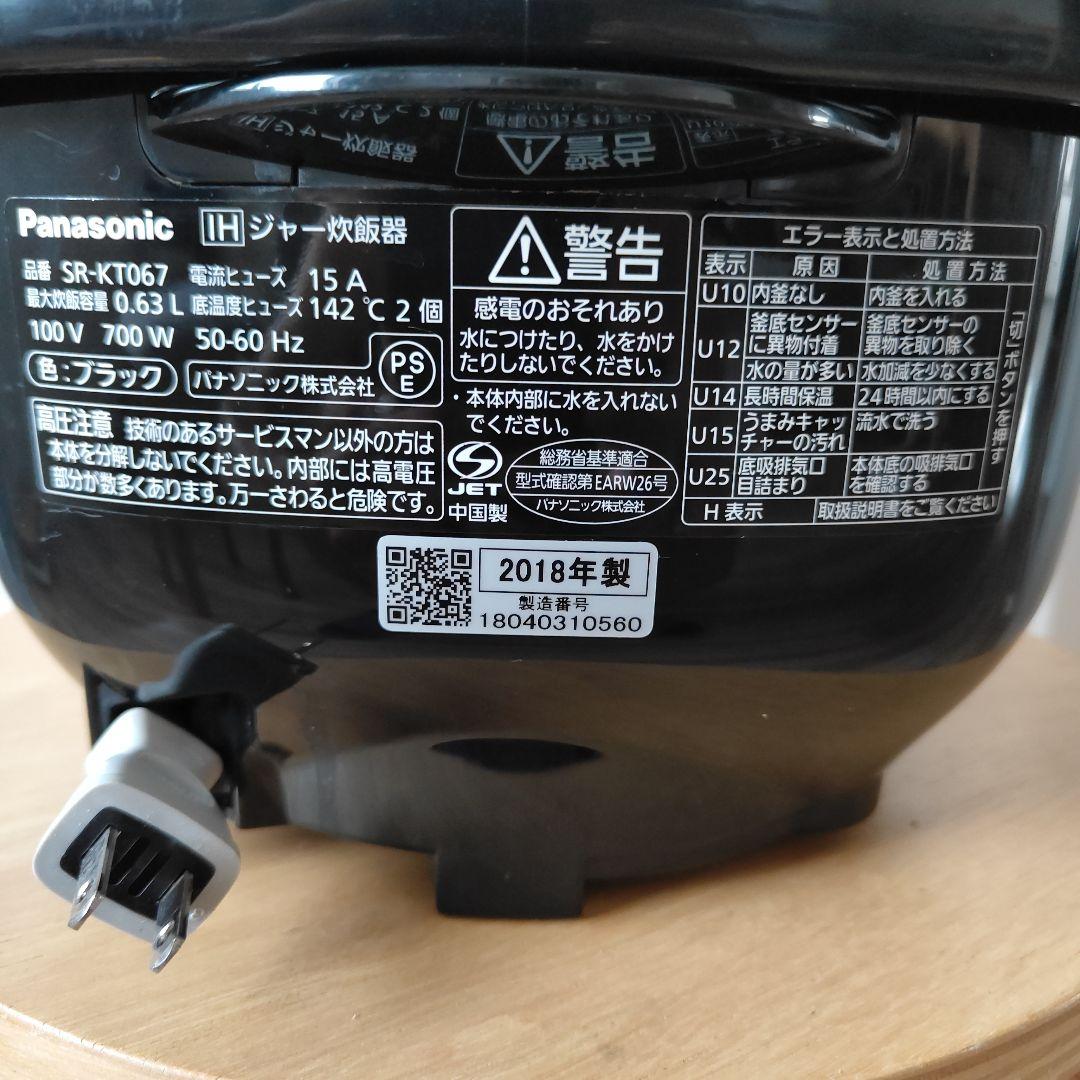 Panasonic IH ジャー炊飯器
品番 SR-KT067 電流ヒューズ 15 A
最大炊飯容量 0.63 L 底温度ヒューズ 142 ℃ 2 個
100 V 700 W 50-60 Hz
色:ブラック パナソニック株式会社
PS
E
高圧注意 技術のあるサービスマン以外の方は
本体を分解しないでください。内部には高電圧
部分が数多くあります。万一さわると危険です。
警告
感電のおそれあり
水につけたり、水をかけ
たりしないでください。
・本体内部に水を入れない
でください。
JET
中国製
総務省基準適合
型式確認第EARW26号
パナソニック株式会社
エラー表示と処置方法
表示 原因 処置方法
U10 内釜なし 内釜を入れる
U12 釜底センサー 釜底センサーの
に異物付着 異物を取り除く
水の量が多い 水加減を少なくする
U14 長時間保温 24時間以内にする
U15 うまみキャッ 流水で洗う
チャーの汚れ
U25 底吸排気口 本体底の吸排気口
目詰まり を確認する
H 表示 取扱説明書をご覧ください
「切」ボタンを押す
2018年製
製造番号
18040310560